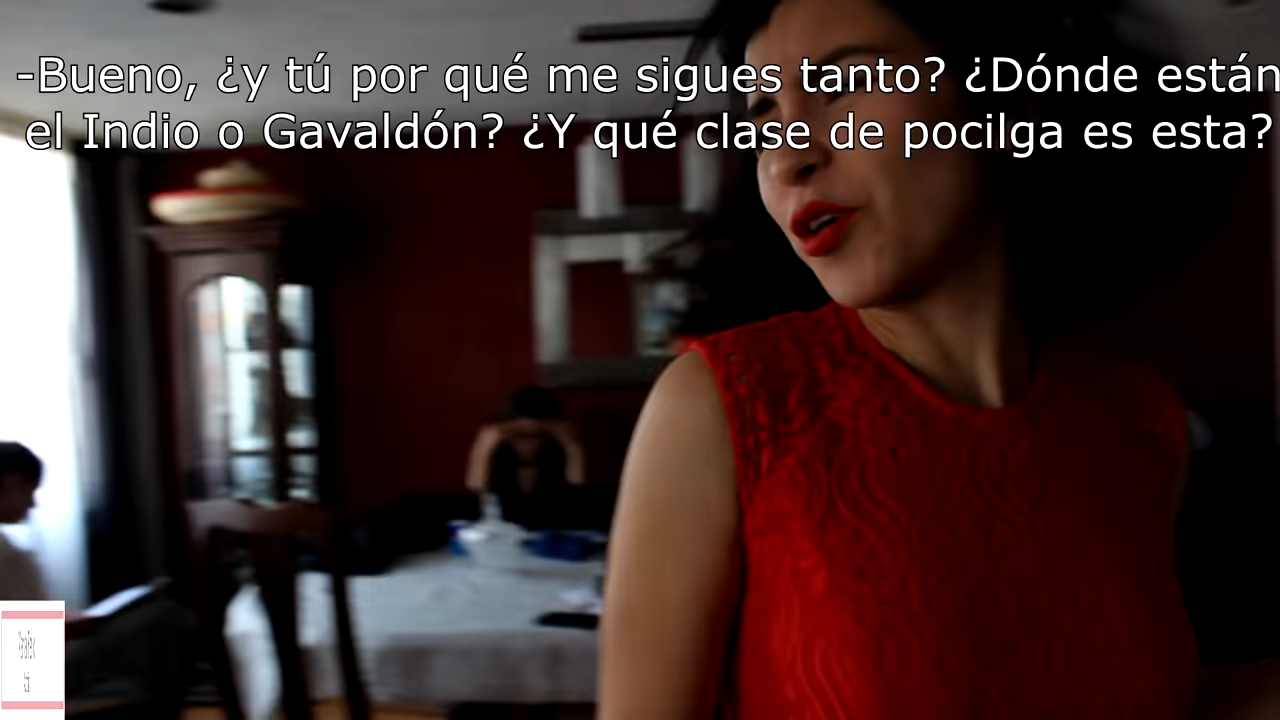 -Bueno, ¿y tú por qué me sigues tanto? ¿Dónde están
el Indio o Gavaldón? ¿Y qué clase de pocilga es esta?